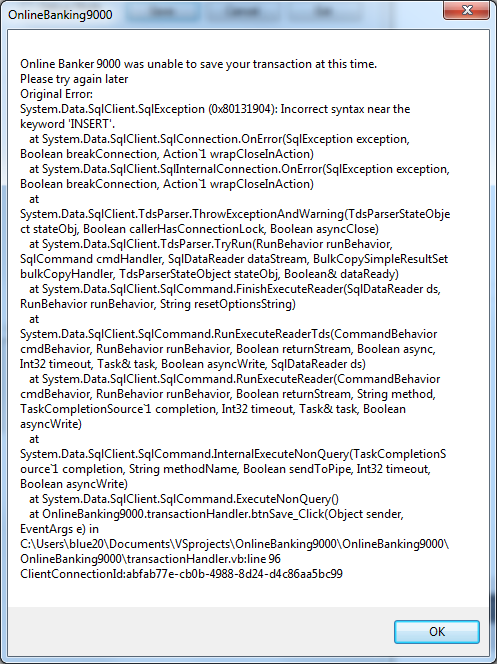 OnlineBanking9000
Online Banker 9000 was unable to save your transaction at this time.
Please try again later
Original Error:
System.Data.SqlClient.SqlException (0x80131904): Incorrect syntax near the
keyword 'INSERT'.
at System.Data.SqlClient.SqlConnection.OnError(SqlException exception,
Boolean breakConnection, Action`1 wrapCloseInAction)
at System.Data.SqlClient.SqlInternalConnection.OnError(SqlException exception,
Boolean breakConnection, Action`1 wrapCloseInAction)
at
System.Data.SqlClient.TdsParser.ThrowExceptionAndWarning(TdsParserStateObje
ct stateObj, Boolean callerHasConnectionLock, Boolean asyncClose)
at System.Data.SqlClient.TdsParser.TryRun(RunBehavior runBehavior,
SqlCommand cmdHandler, SqlDataReader dataStream, BulkCopySimpleResultSet
bulkCopyHandler, TdsParserStateObject stateObj, Boolean& dataReady)
at System.Data.SqlClient.SqlCommand.FinishExecuteReader(SqlDataReader ds,
RunBehavior runBehavior, String resetOptionsString)
at
System.Data.SqlClient.SqlCommand.RunExecuteReaderTds(CommandBehavior
cmdBehavior, RunBehavior runBehavior, Boolean returnStream, Boolean async,
Int32 timeout, Task& task, Boolean asyncWrite, SqlDataReader ds)
at System.Data.SqlClient.SqlCommand.RunExecuteReader(CommandBehavior
cmdBehavior, RunBehavior runBehavior, Boolean returnStream, String method,
TaskCompletionSource`1 completion, Int32 timeout, Task& task, Boolean
asyncWrite)
at
System.Data.SqlClient.SqlCommand.InternalExecuteNonQuery(TaskCompletionS
ource`1 completion, String methodName, Boolean sendToPipe, Int32 timeout,
Boolean asyncWrite)
at System.Data.SqlClient.SqlCommand.ExecuteNonQuery()
at OnlineBanking9000.transactionHandler.btnSave_Click(Object sender,
EventArgs e) in
C:\Users\blue20\Documents\VSprojects\OnlineBanking9000\OnlineBanking9000\
OnlineBanking9000\transactionHandler.vb:line 96
ClientConnectionId:abfab77e-cb0b-4988-8d24-d4c86aa5bc99
OK